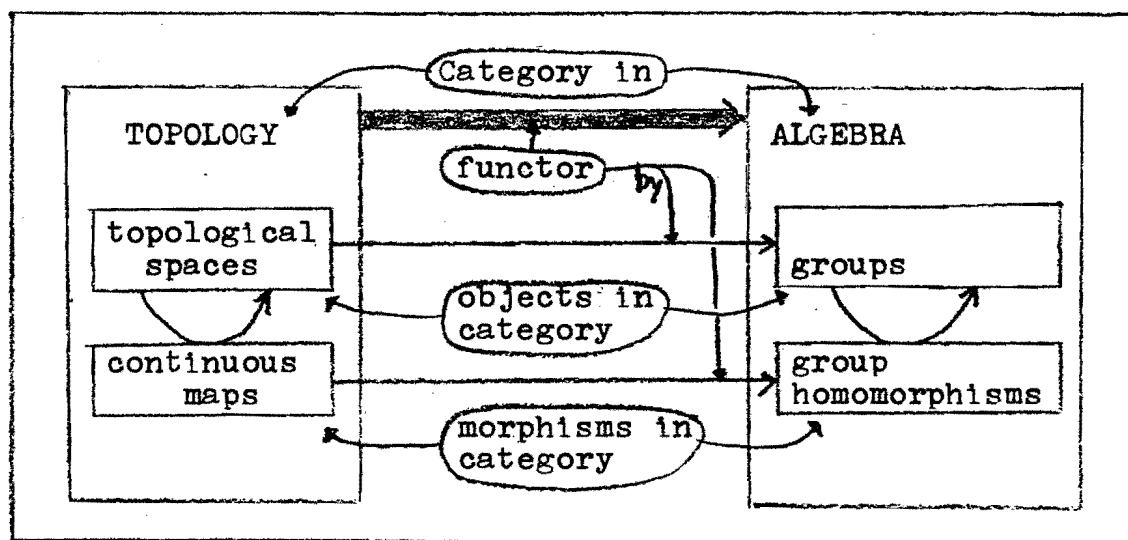 Category in
TOPOLOGY
ALGEBRA
functor
by
topological
spaces
groups
objects in
category
continuous
maps
group
homomorphisms
morphisms in
category